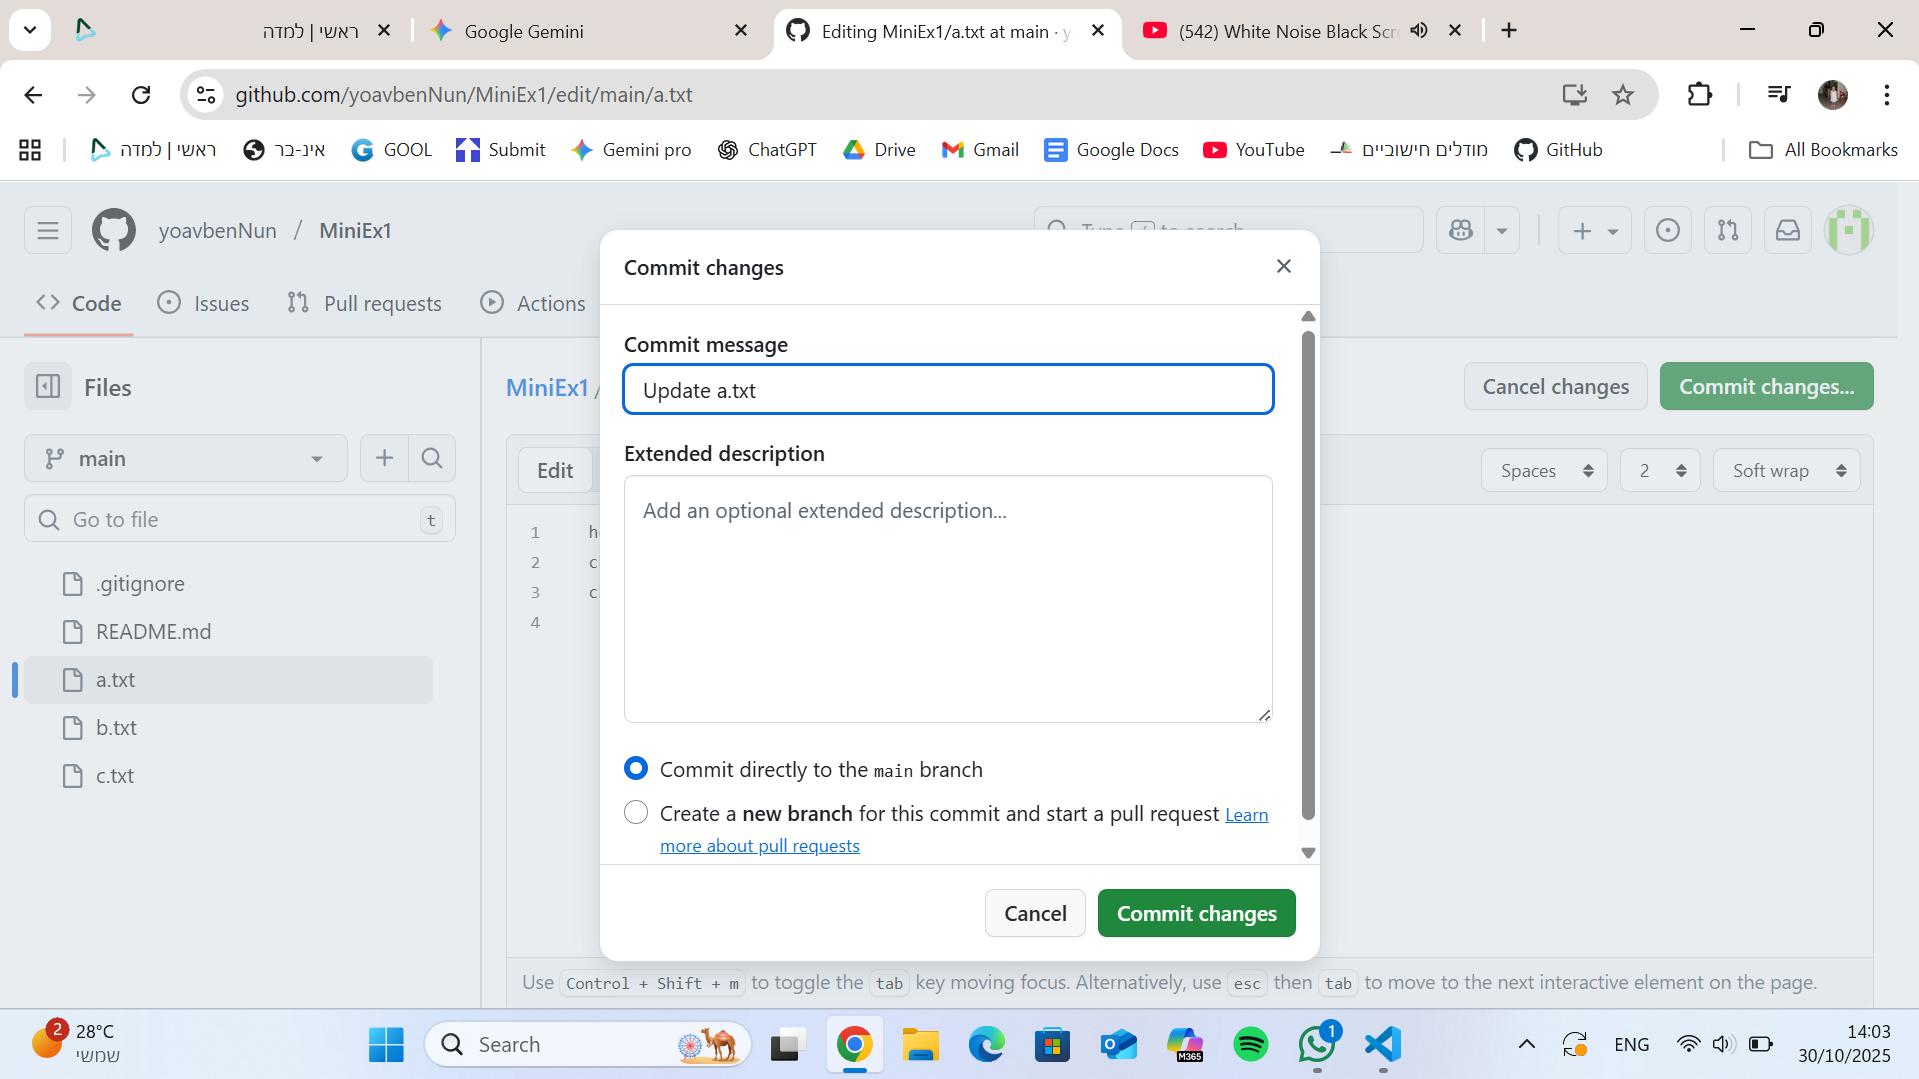 ראשי | למדה
Google Gemini
Editing MiniEx1/a.txt at main · y
(542) White Noise Black Scre
github.com/yoavbenNun/MiniEx1/edit/main/a.txt
ראשי | למדה
אינ-בר
GOOL
Submit
Gemini pro
ChatGPT
Drive
Gmail
Google Docs
YouTube
מודלים חישוביים
GitHub
All Bookmarks
yoavbenNun / MiniEx1
Type / to search
Code
Issues
Pull requests
Actions
Files
main
Go to file
t
.gitignore
README.md
a.txt
b.txt
c.txt
MiniEx1 /
Cancel changes
Commit changes...
Edit
Spaces
2
Soft wrap
1
2 c
3 c
4
Commit changes
Commit message
Update a.txt
Extended description
Add an optional extended description...
Commit directly to the main branch
Create a new branch for this commit and start a pull request Learn
more about pull requests
Cancel
Commit changes
Use Control + Shift + m to toggle the tab key moving focus. Alternatively, use esc then tab to move to the next interactive element on the page.
2
28°C
שמשי
Search
M365
1
ENG
14:03
30/10/2025